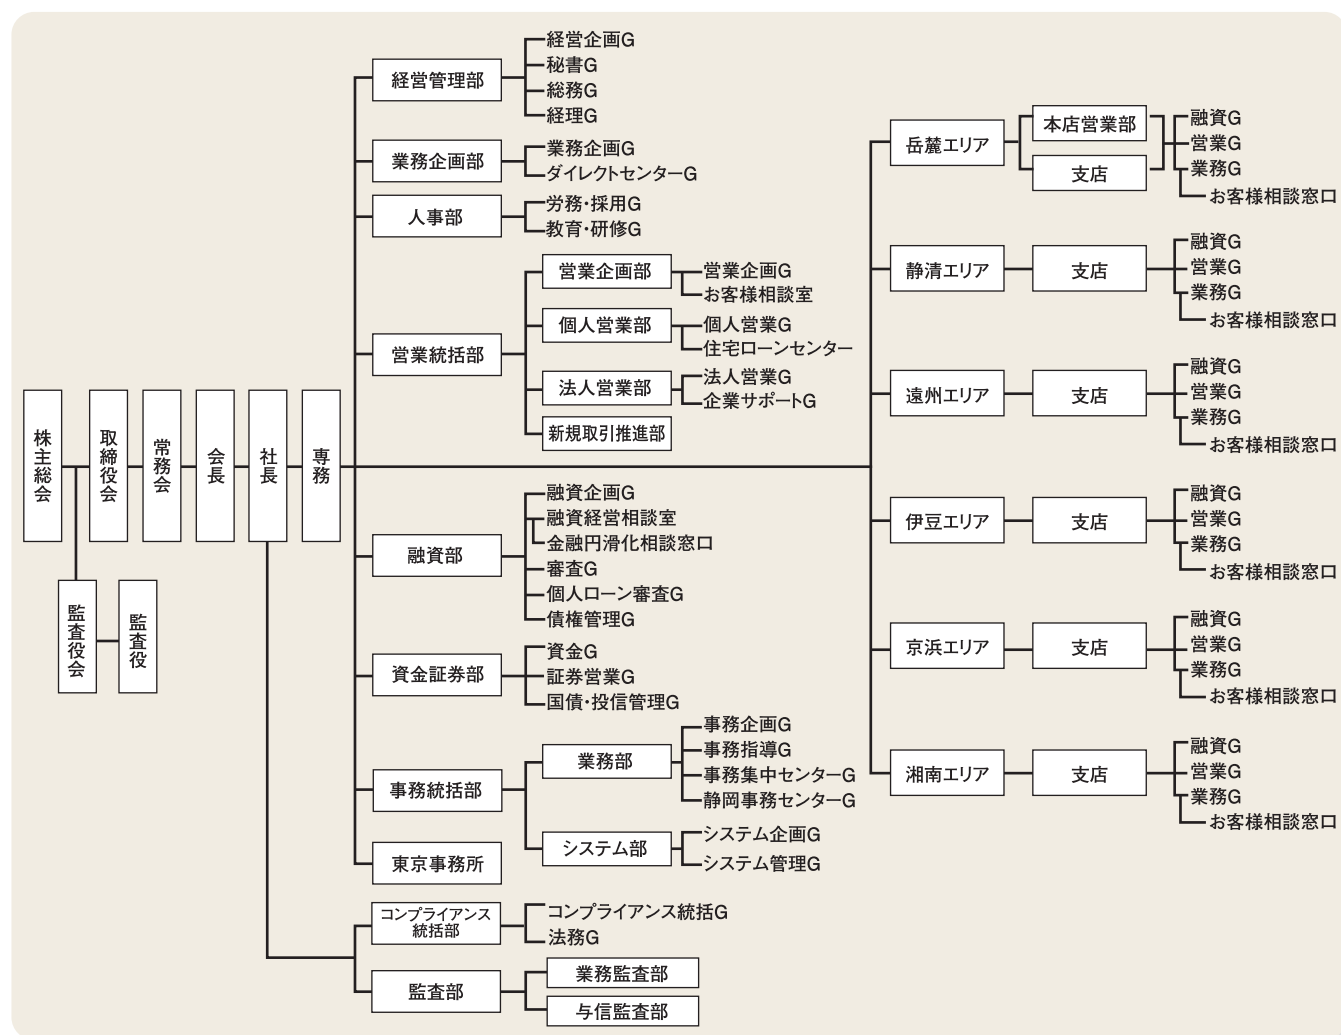 株主総会
取締役会
常務会
会長
社長
専務
監査役会
監査役
経営管理部
経営企画G
秘書G
総務G
経理G
業務企画部
業務企画G
ダイレクトセンターG
人事部
労務・採用G
教育・研修G
営業統括部
営業企画部
営業企画G
お客様相談室
個人営業部
個人営業G
住宅ローンセンター
法人営業部
法人営業G
企業サポートG
新規取引推進部
融資部
融資企画G
融資経営相談室
金融円滑化相談窓口
審査G
個人ローン審査G
債権管理G
資金証券部
資金G
証券営業G
国債・投信管理G
事務統括部
業務部
事務企画G
事務指導G
事務集中センターG
静岡事務センターG
システム部
システム企画G
システム管理G
東京事務所
コンプライアンス
統括部
コンプライアンス統括G
法務G
監査部
業務監査部
与信監査部
岳麓エリア
本店営業部
支店
融資G
営業G
業務G
お客様相談窓口
静清エリア
支店
融資G
営業G
業務G
お客様相談窓口
遠州エリア
支店
融資G
営業G
業務G
お客様相談窓口
伊豆エリア
支店
融資G
営業G
業務G
お客様相談窓口
京浜エリア
支店
融資G
営業G
業務G
お客様相談窓口
湘南エリア
支店
融資G
営業G
業務G
お客様相談窓口